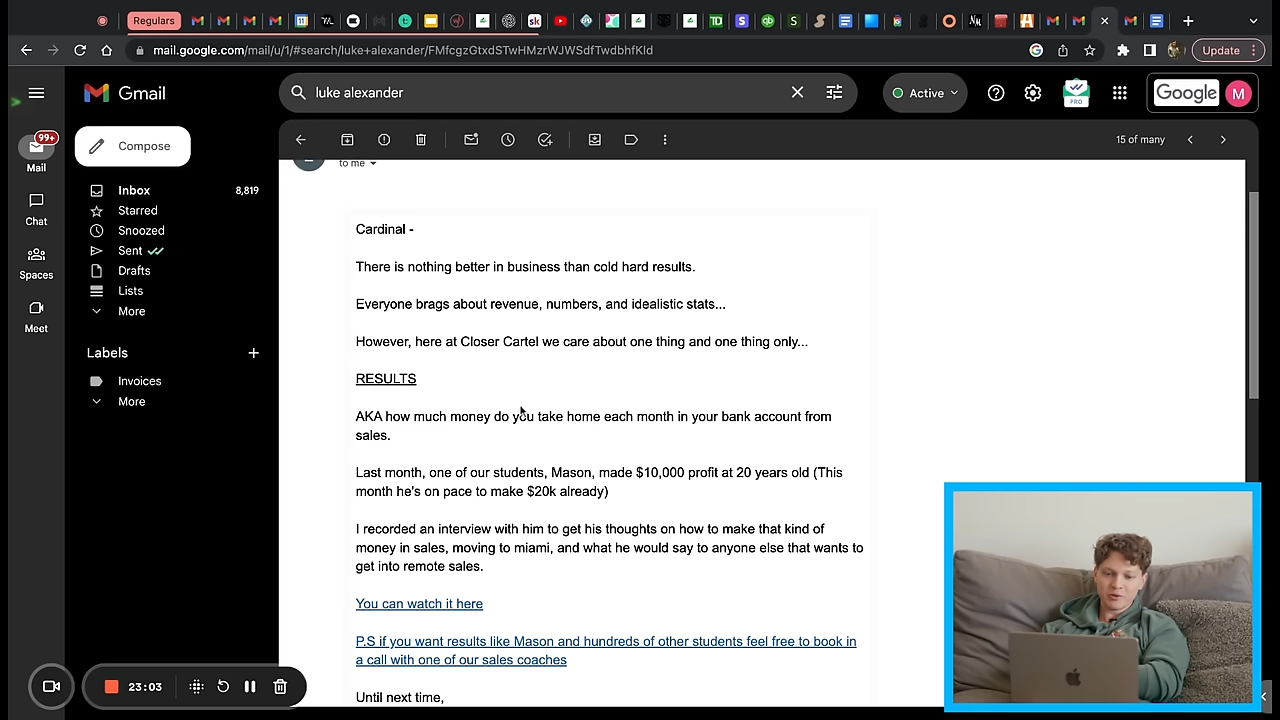 Regulars
mail.google.com/mail/u/1/#search/luke+alexander/FMfcgzGtxdSTwHMzrWJWSdfTwdbhfKld
Update
Gmail
luke alexander
Active
PRO
Google
M
99+
Mail
Chat
Spaces
Meet
Compose
Inbox 8,819
Starred
Snoozed
Sent
Drafts
Lists
More
Labels
Invoices
More
15 of many
to me
Cardinal -
There is nothing better in business than cold hard results.
Everyone brags about revenue, numbers, and idealistic stats...
However, here at Closer Cartel we care about one thing and one thing only...
RESULTS
AKA how much money do you take home each month in your bank account from
sales.
Last month, one of our students, Mason, made $10,000 profit at 20 years old (This
month he's on pace to make $20k already)
I recorded an interview with him to get his thoughts on how to make that kind of
money in sales, moving to miami, and what he would say to anyone else that wants to
get into remote sales.
You can watch it here
P.S if you want results like Mason and hundreds of other students feel free to book in
a call with one of our sales coaches
Until next time,
23:03